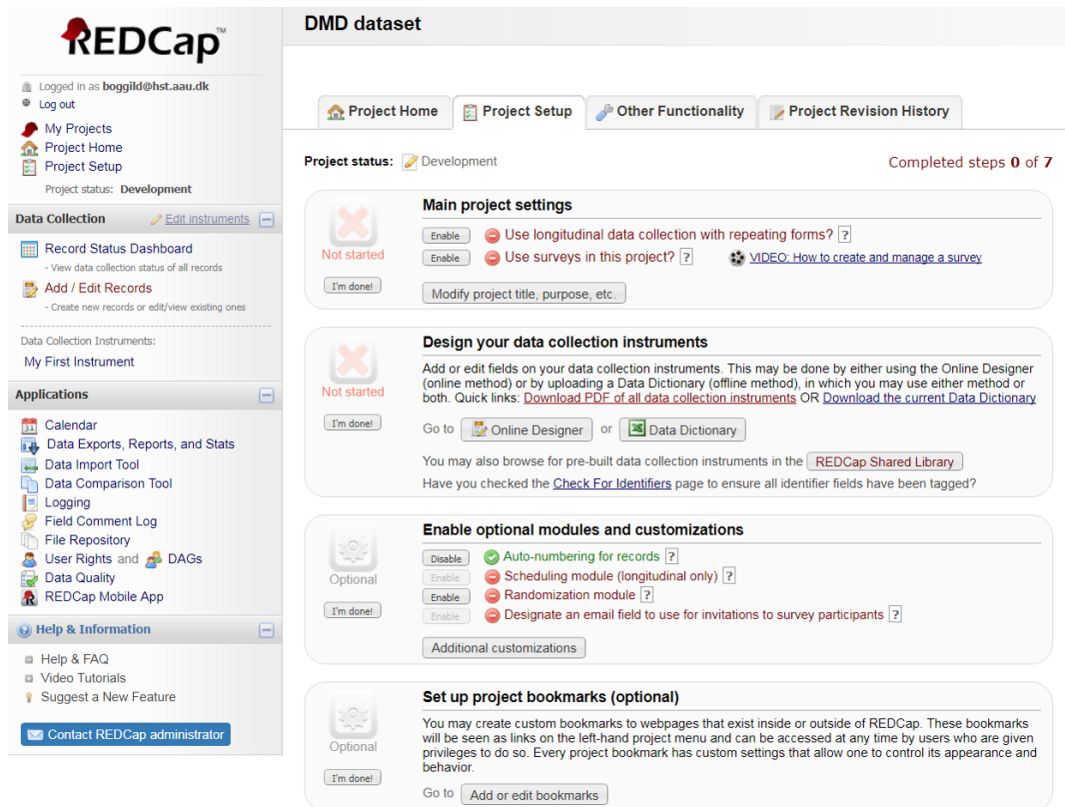 REDCap™
Logged in as boggild@hst.aau.dk
Log out
My Projects
Project Home
Project Setup
Project status: Development
Data Collection
Edit instruments
Record Status Dashboard
- View data collection status of all records
Add / Edit Records
- Create new records or edit/view existing ones
Data Collection Instruments:
My First Instrument
Applications
31 Calendar
Data Exports, Reports, and Stats
Data Import Tool
Data Comparison Tool
Logging
Field Comment Log
File Repository
User Rights and DAGs
Data Quality
REDCap Mobile App
Help & Information
Help & FAQ
Video Tutorials
Suggest a New Feature
Contact REDCap administrator
DMD dataset
Project Home
Project Setup
Other Functionality
Project Revision History
Project status: Development
Completed steps 0 of 7
Not started
I'm done!
Main project settings
Enable Use longitudinal data collection with repeating forms? ?
Enable Use surveys in this project? ? VIDEO: How to create and manage a survey
Modify project title, purpose, etc.
Not started
I'm done!
Design your data collection instruments
Add or edit fields on your data collection instruments. This may be done by either using the Online Designer
(online method) or by uploading a Data Dictionary (offline method), in which you may use either method or
both. Quick links: Download PDF of all data collection instruments OR Download the current Data Dictionary
Go to Online Designer or Data Dictionary
You may also browse for pre-built data collection instruments in the REDCap Shared Library
Have you checked the Check For Identifiers page to ensure all identifier fields have been tagged?
Optional
I'm done!
Enable optional modules and customizations
Disable Auto-numbering for records ?
Enable Scheduling module (longitudinal only) ?
Enable Randomization module ?
Enable Designate an email field to use for invitations to survey participants ?
Additional customizations
Optional
I'm done!
Set up project bookmarks (optional)
You may create custom bookmarks to webpages that exist inside or outside of REDCap. These bookmarks
will be seen as links on the left-hand project menu and can be accessed at any time by users who are given
privileges to do so. Every project bookmark has custom settings that allow one to control its appearance and
behavior.
Go to Add or edit bookmarks